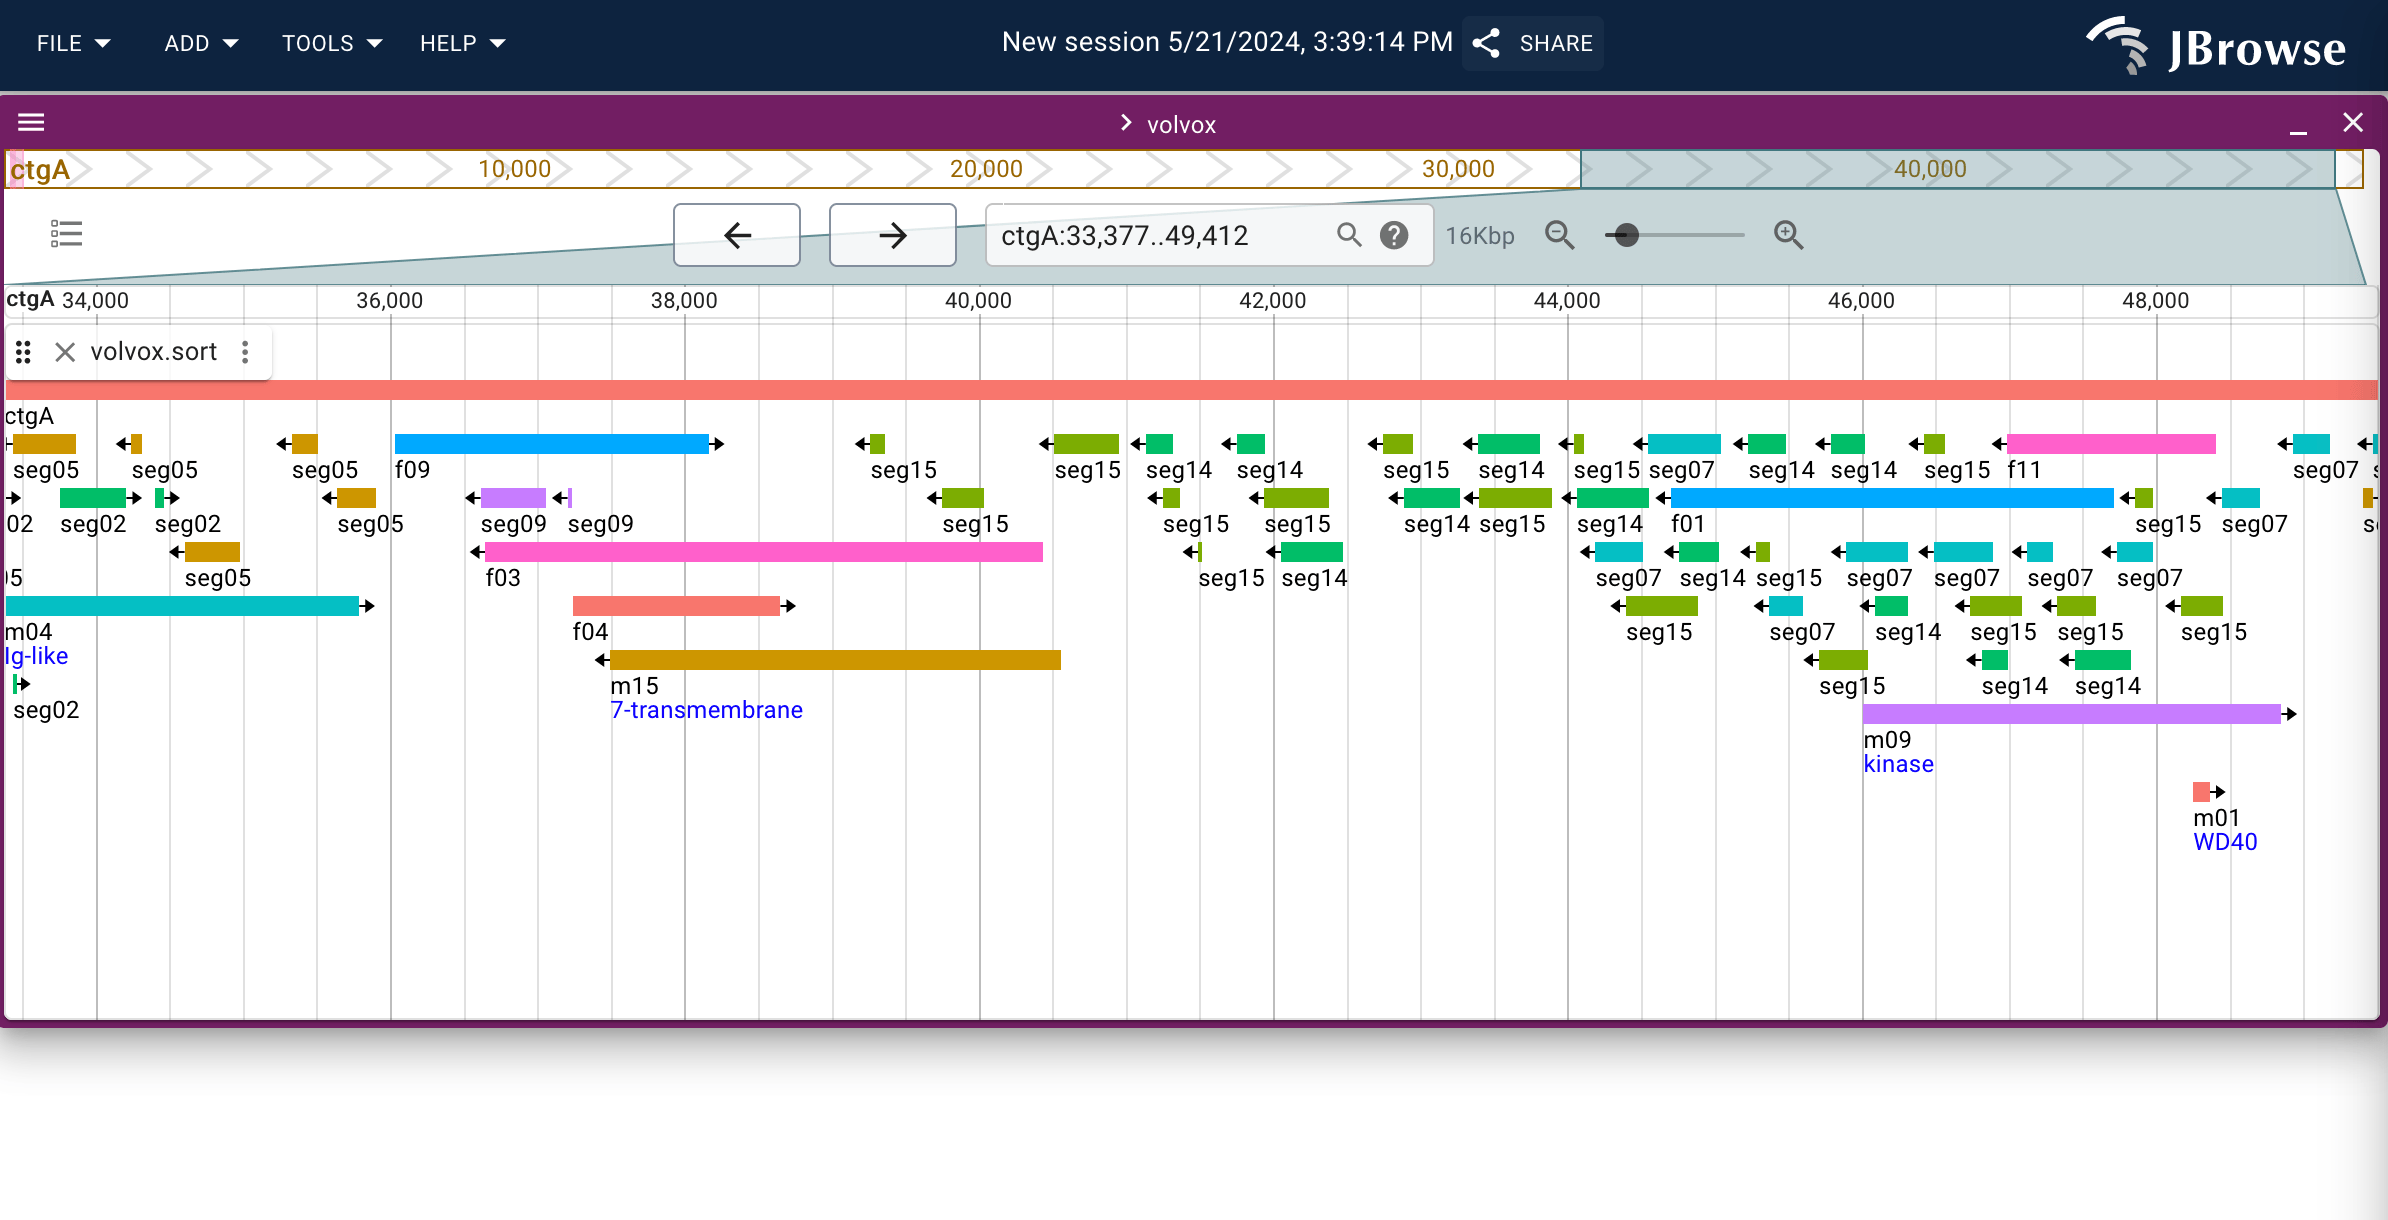 FILE ADD TOOLS HELP New session 5/21/2024, 3:39:14 PM SHARE JBrowse
volvox
ctgA 10,000 20,000 30,000 40,000
ctgA:33,377..49,412 16Kbp
ctgA 34,000 36,000 38,000 40,000 42,000 44,000 46,000 48,000
volvox.sort
ctgA
seg05 seg05 seg05 f09 seg15 seg15 seg14 seg14 seg15 seg14 seg15 seg07 seg14 seg14 seg15 f11 seg07
02 seg02 seg02 seg05 seg09 seg09 seg15 seg15 seg15 seg14 seg15 seg14 f01 seg15 seg07
05 seg05 f03 seg15 seg14 seg07 seg14 seg15 seg07 seg07 seg07 seg07
m04 f04 seg15 seg07 seg14 seg15 seg15 seg15
Ig-like
m15 seg15 seg14 seg14
seg02 7-transmembrane
m09
kinase
m01
WD40